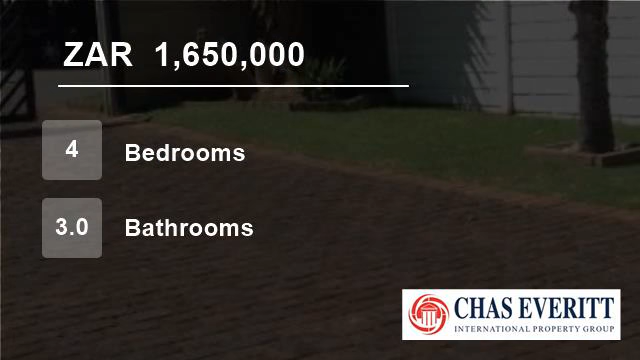 ZAR 1,650,000
4
Bedrooms
3.0
Bathrooms
CHAS EVERITT
INTERNATIONAL PROPERTY GROUP